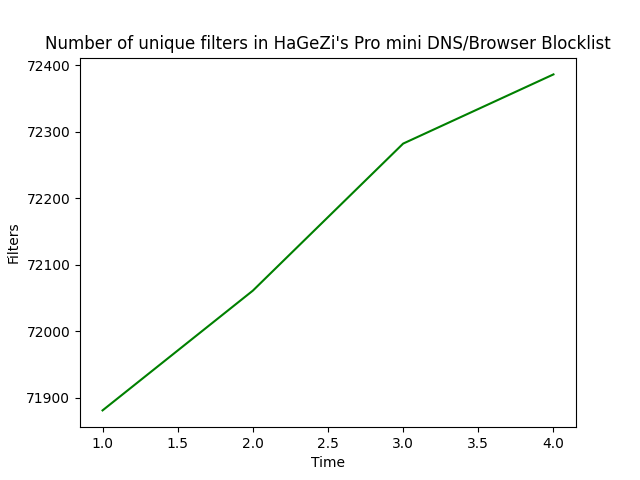 Number of unique filters in HaGeZi's Pro mini DNS/Browser Blocklist
72400
72300
72200
72100
72000
71900
Filters
1.0 1.5 2.0 2.5 3.0 3.5 4.0
Time